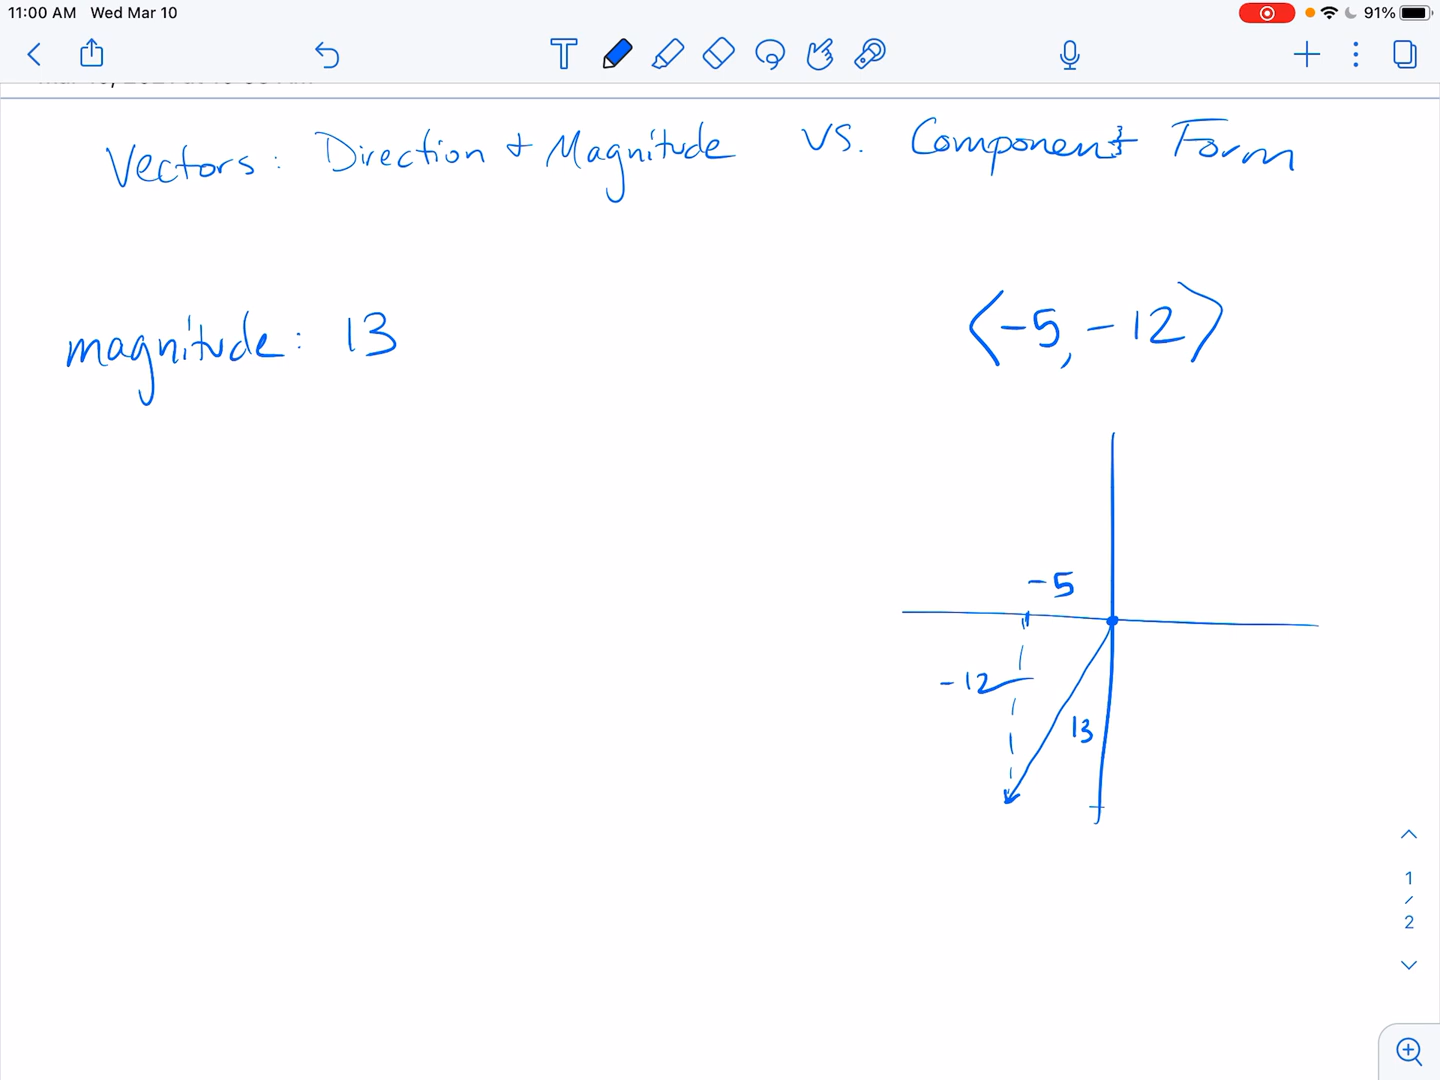 11:00 AM Wed Mar 10 91%
T
Vectors: Direction + Magnitude vs. Component Form
magnitude: 13
⟨-5, -12⟩
-5
-12
13
1
/
2